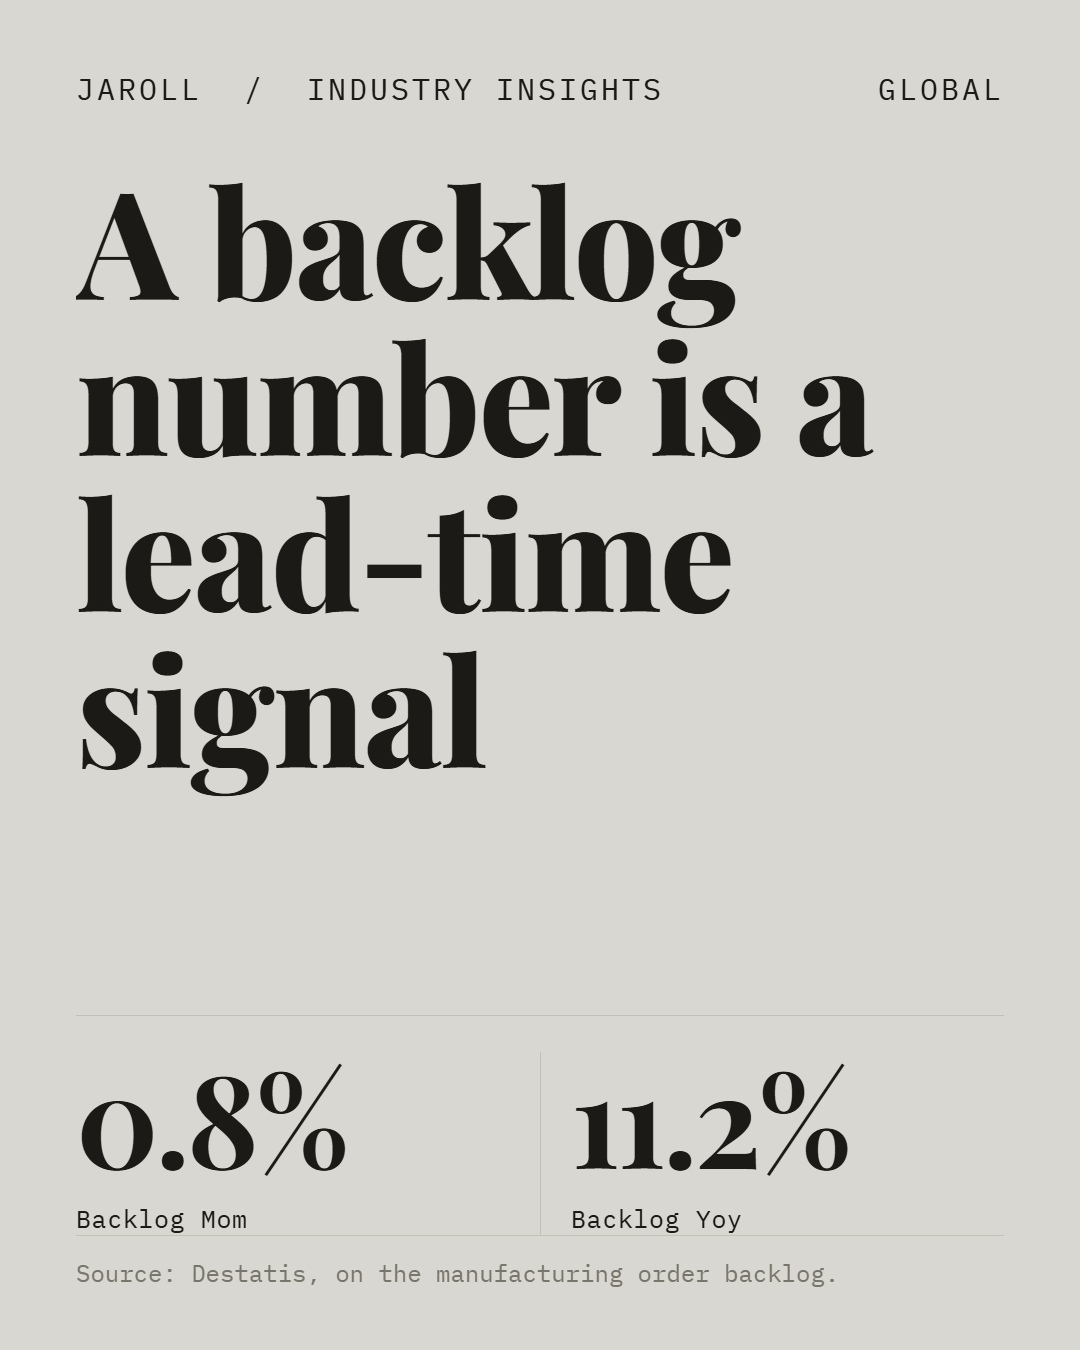 JAROLL / INDUSTRY INSIGHTS GLOBAL
A backlog
number is a
lead-time
signal
0.8% 11.2%
Backlog Mom Backlog Yoy
Source: Destatis, on the manufacturing order backlog.